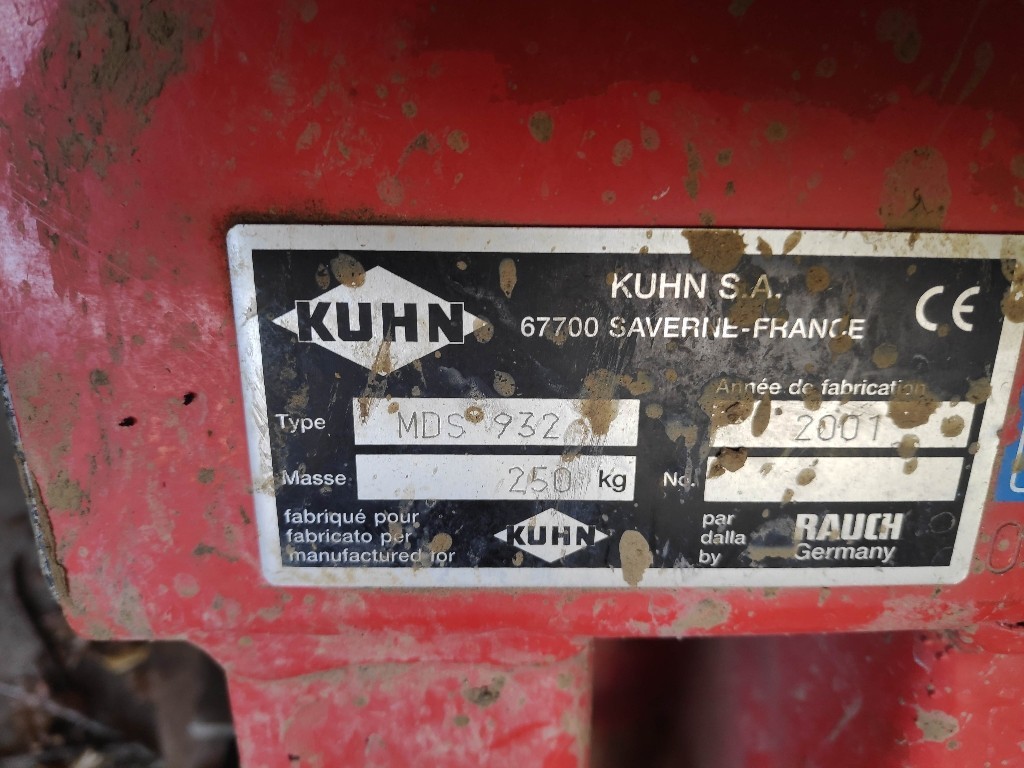 KUHN
KUHN S.A.
67700 SAVERNE-FRANCE
CE
Année de fabrication
Type MDS 932 2001
Masse 250 kg No.
fabriqué pour
fabricato per
manufactured for
KUHN
par
dalla
by
RAUCH
Germany